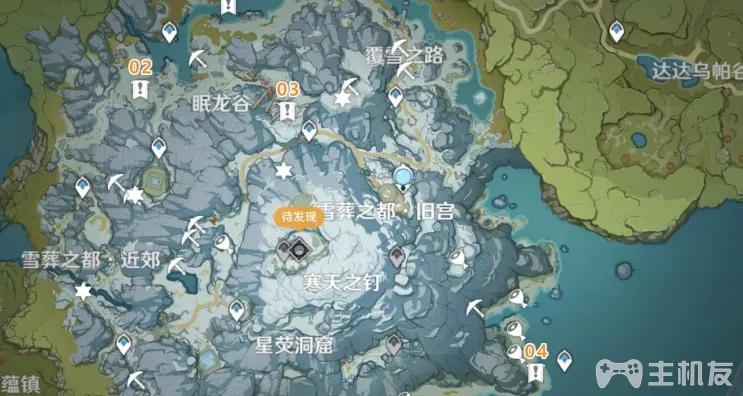 02
覆雪之路
达达乌帕谷
03
眠龙谷
雪葬之都·旧宫
待发现
雪葬之都·近郊
寒天之钉
星荧洞窟
04
蕴镇
主机友